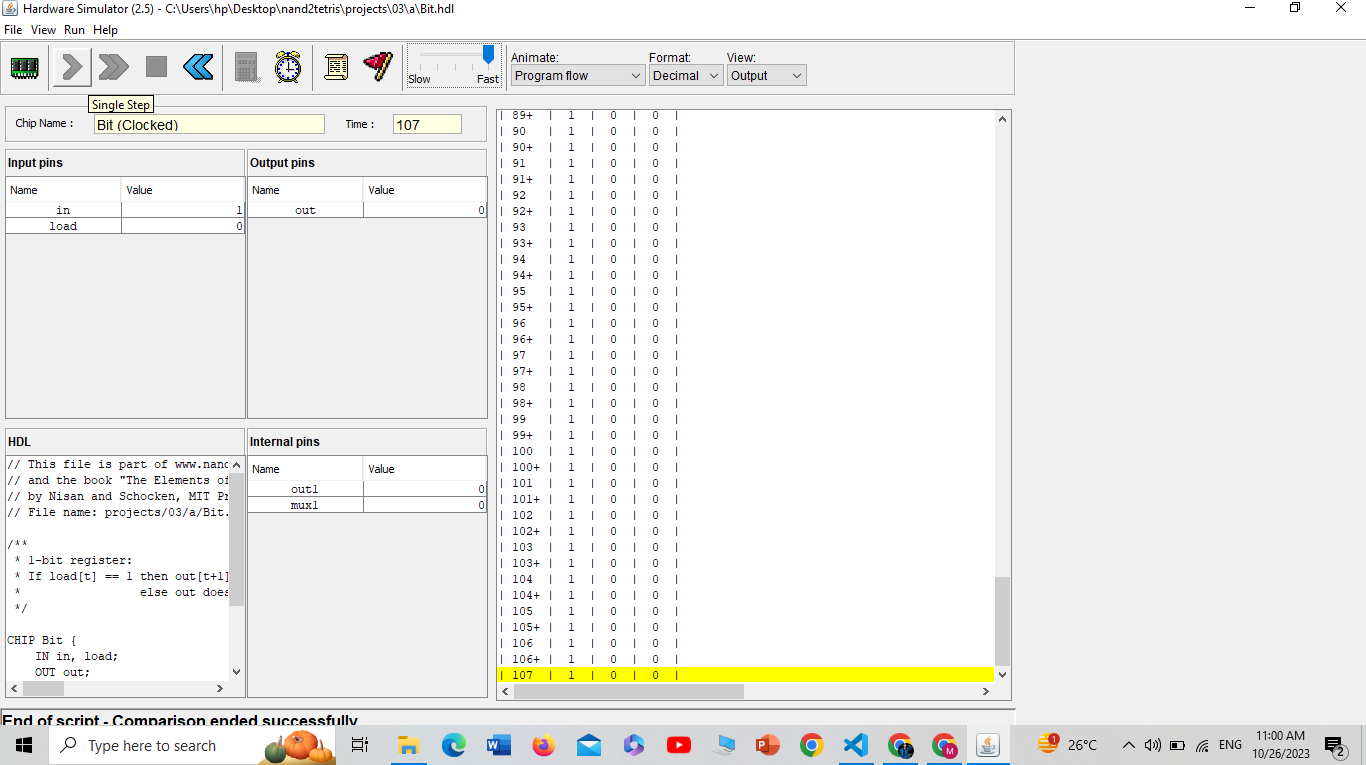 Hardware Simulator (2.5) - C:\Users\hp\Desktop\nand2tetris\projects\03\a\Bit.hdl
File View Run Help
Slow Fast
Animate: Format: View:
Program flow Decimal Output
Single Step
Chip Name : Bit (Clocked) Time : 107
Input pins
Name Value
in 1
load 0
Output pins
Name Value
out 0
HDL
// This file is part of www.nand
// and the book "The Elements of
// by Nisan and Schocken, MIT Pr
// File name: projects/03/a/Bit.
/**
* 1-bit register:
* If load[t] == 1 then out[t+1]
* else out does
*/
CHIP Bit {
IN in, load;
OUT out;
Internal pins
Name Value
out1 0
mux1 0
| 89+ | 1 | 0 | 0 |
| 90 | 1 | 0 | 0 |
| 90+ | 1 | 0 | 0 |
| 91 | 1 | 0 | 0 |
| 91+ | 1 | 0 | 0 |
| 92 | 1 | 0 | 0 |
| 92+ | 1 | 0 | 0 |
| 93 | 1 | 0 | 0 |
| 93+ | 1 | 0 | 0 |
| 94 | 1 | 0 | 0 |
| 94+ | 1 | 0 | 0 |
| 95 | 1 | 0 | 0 |
| 95+ | 1 | 0 | 0 |
| 96 | 1 | 0 | 0 |
| 96+ | 1 | 0 | 0 |
| 97 | 1 | 0 | 0 |
| 97+ | 1 | 0 | 0 |
| 98 | 1 | 0 | 0 |
| 98+ | 1 | 0 | 0 |
| 99 | 1 | 0 | 0 |
| 99+ | 1 | 0 | 0 |
| 100 | 1 | 0 | 0 |
| 100+ | 1 | 0 | 0 |
| 101 | 1 | 0 | 0 |
| 101+ | 1 | 0 | 0 |
| 102 | 1 | 0 | 0 |
| 102+ | 1 | 0 | 0 |
| 103 | 1 | 0 | 0 |
| 103+ | 1 | 0 | 0 |
| 104 | 1 | 0 | 0 |
| 104+ | 1 | 0 | 0 |
| 105 | 1 | 0 | 0 |
| 105+ | 1 | 0 | 0 |
| 106 | 1 | 0 | 0 |
| 106+ | 1 | 0 | 0 |
| 107 | 1 | 0 | 0 |
End of script - Comparison ended successfully
Type here to search
1 26°C ENG 11:00 AM
10/26/2023 2